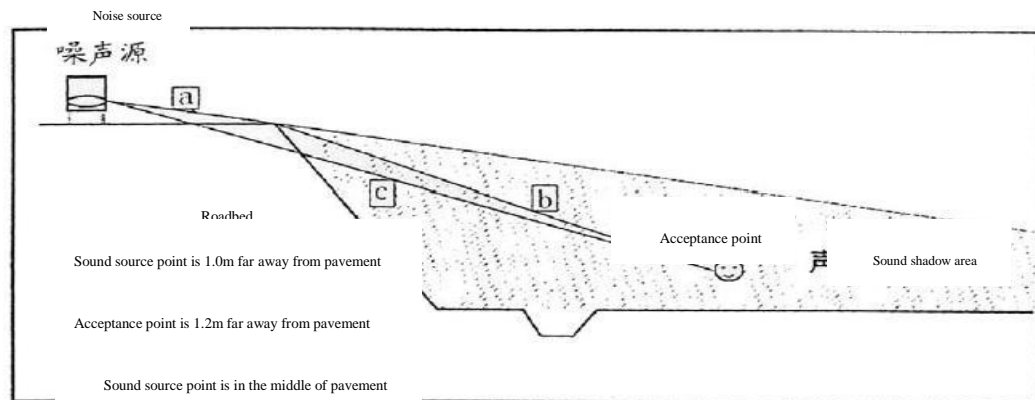 Noise source
噪声源
a
c
b
Roadbed
Acceptance point
声
Sound shadow area
Sound source point is 1.0m far away from pavement
Acceptance point is 1.2m far away from pavement
Sound source point is in the middle of pavement